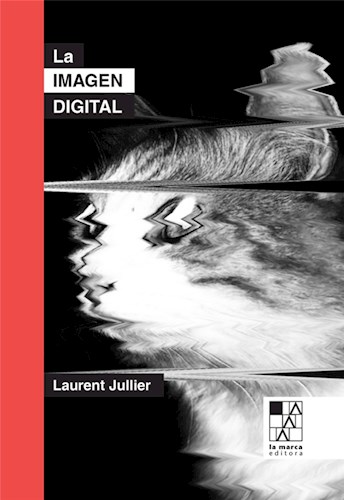 La
IMAGEN
DIGITAL
Laurent Jullier
la marca
editora